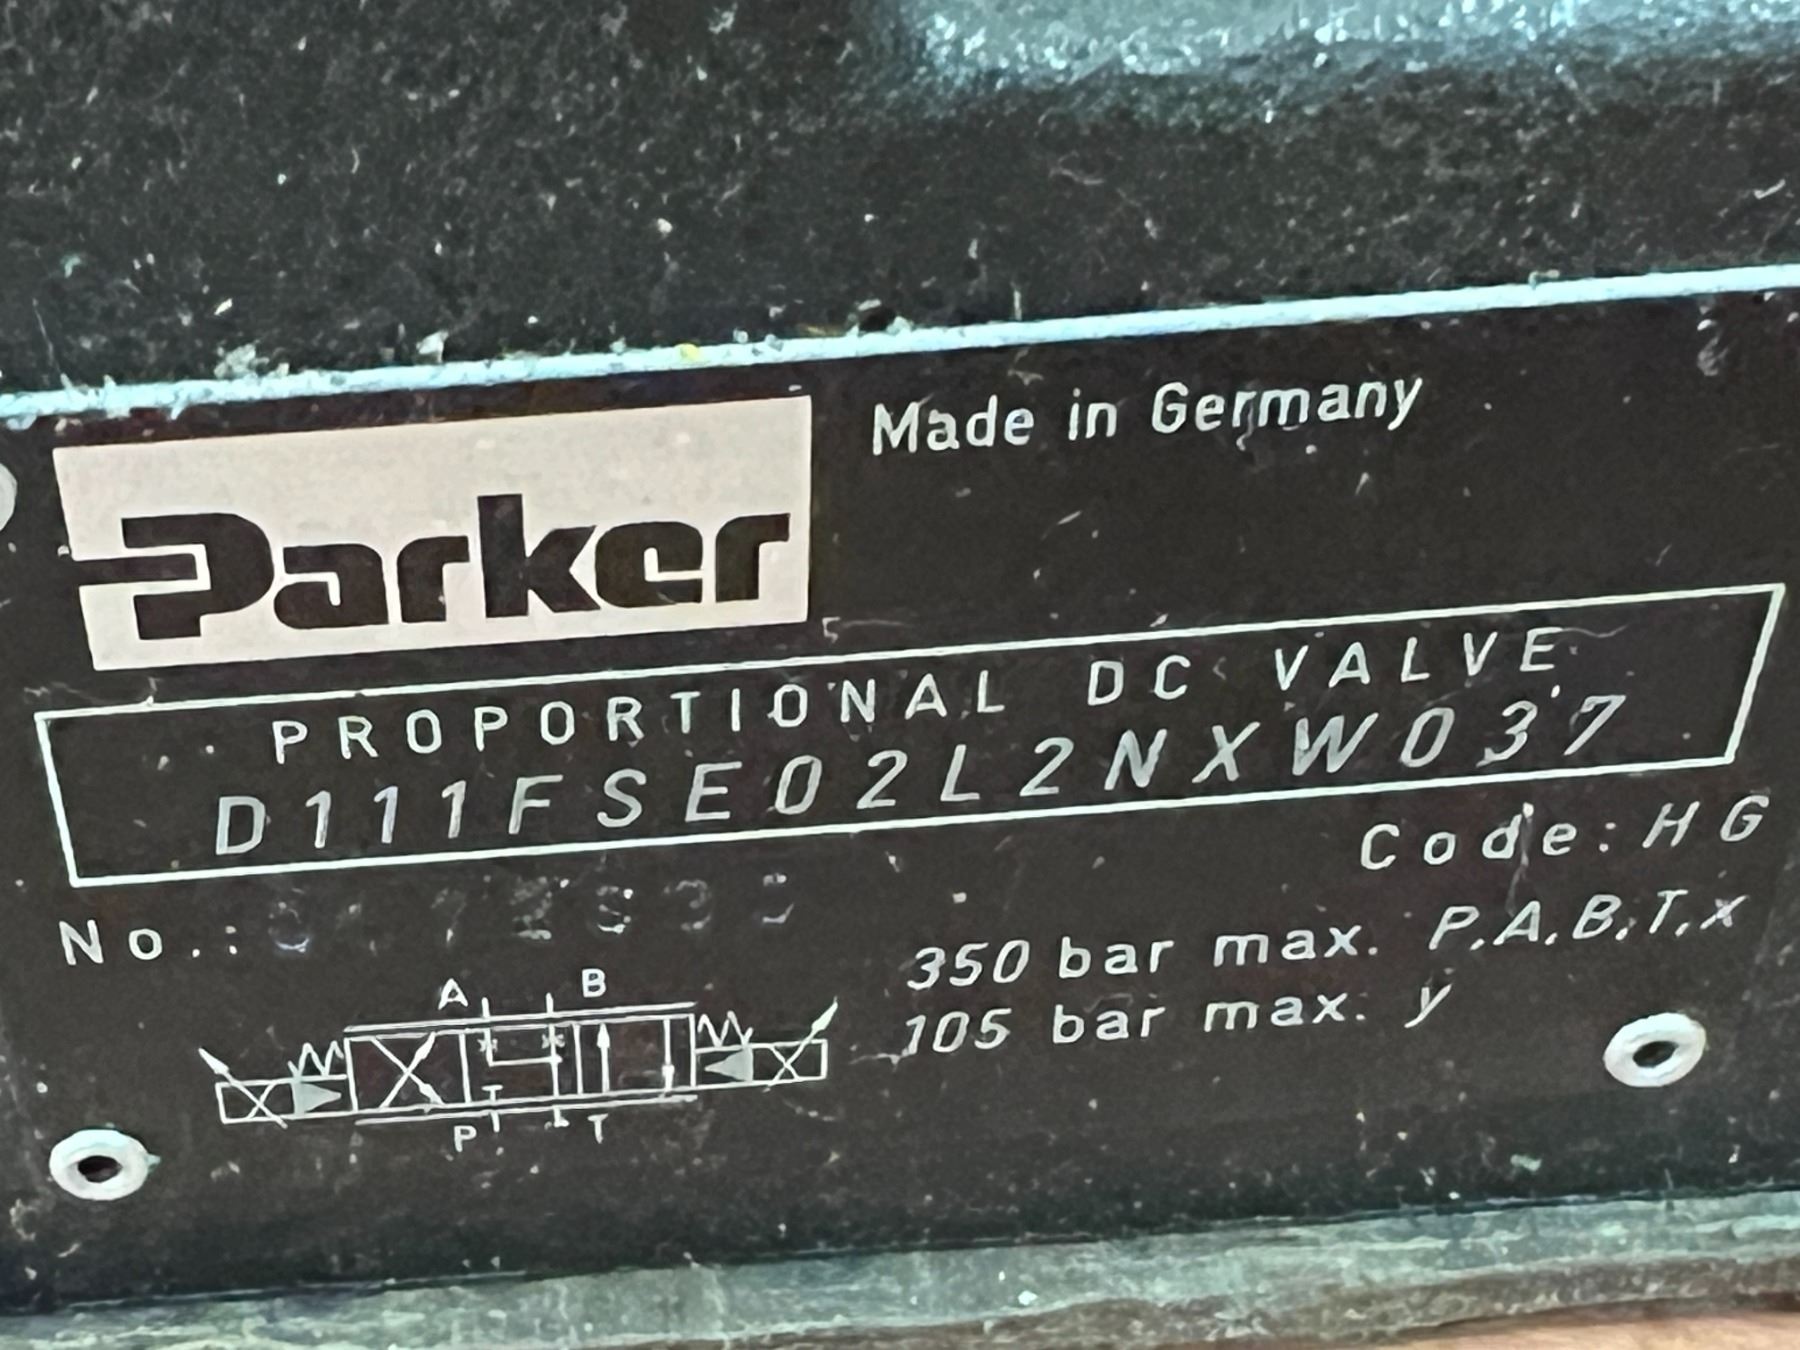 Made in Germany
Parker
PROPORTIONAL DC VALVE
D111FSE02L2NXW037
Code: HG
No.:
350 bar max. P,A,B,T,x
105 bar max. y
A B
P T